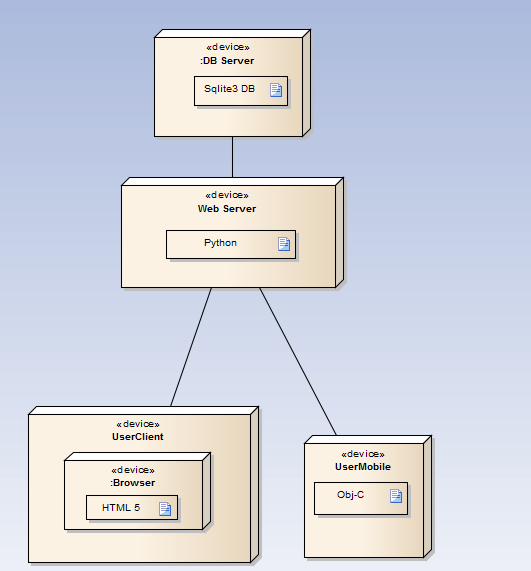 «device»
:DB Server
Sqlite3 DB
«device»
Web Server
Python
«device»
UserClient
«device»
:Browser
HTML 5
«device»
UserMobile
Obj-C